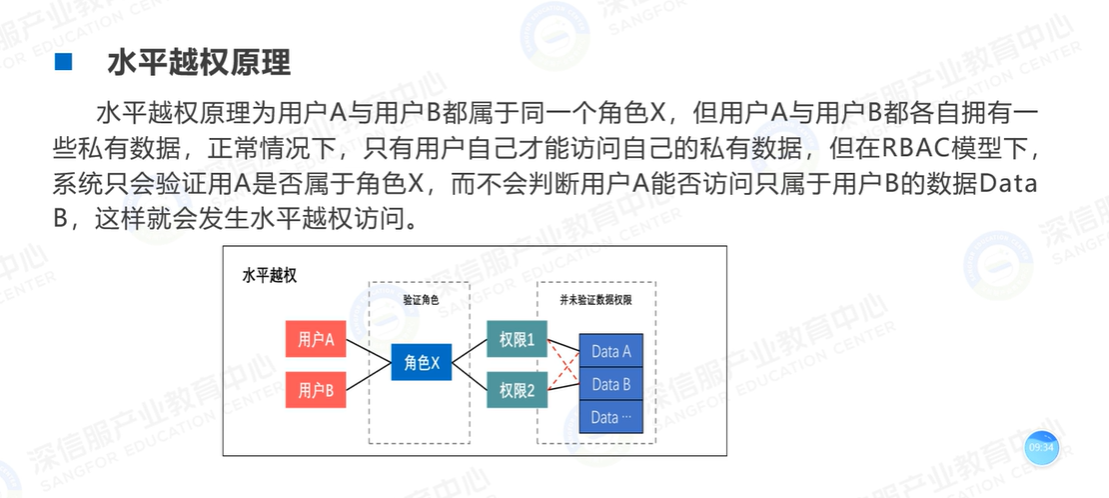 水平越权原理
水平越权原理为用户A与用户B都属于同一个角色X，但用户A与用户B都各自拥有一
些私有数据，正常情况下，只有用户自己才能访问自己的私有数据，但在RBAC模型下，
系统只会验证用A是否属于角色X，而不会判断用户A能否访问只属于用户B的数据Data
B，这样就会发生水平越权访问。
水平越权
验证角色
并未验证数据权限
用户A
权限1
Data A
角色X
用户B
权限2
Data B
Data ···
09:34
深信服产业教育中心
SANGFOR EDUCATION CENTER